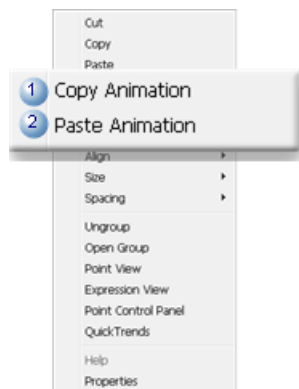 Cut
Copy
Paste
1 Copy Animation
2 Paste Animation
Align
Size
Spacing
Ungroup
Open Group
Point View
Expression View
Point Control Panel
QuickTrends
Help
Properties